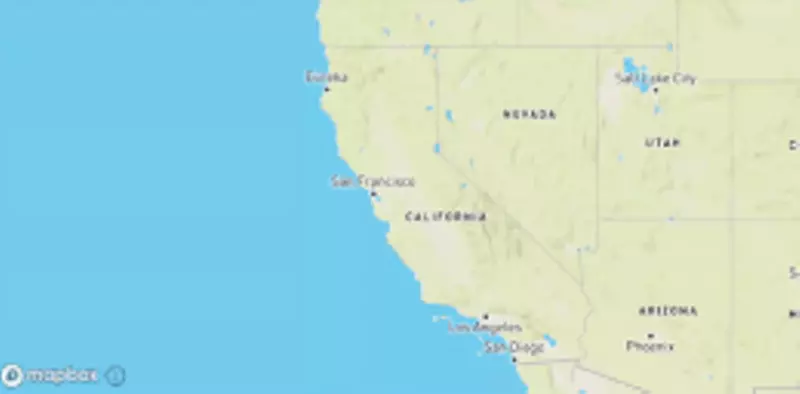 Eureka
Salt Lake City
NEVADA
UTAH
San Francisco
CALIFORNIA
ARIZONA
Los Angeles
Phoenix
San Diego
mapbox